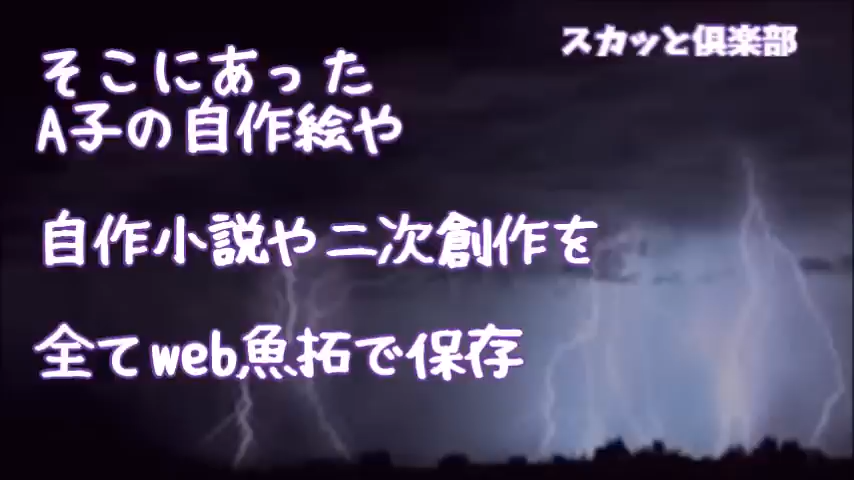 スカッと倶楽部
そこにあった
A子の自作絵や
自作小説や二次創作を
全てweb魚拓で保存